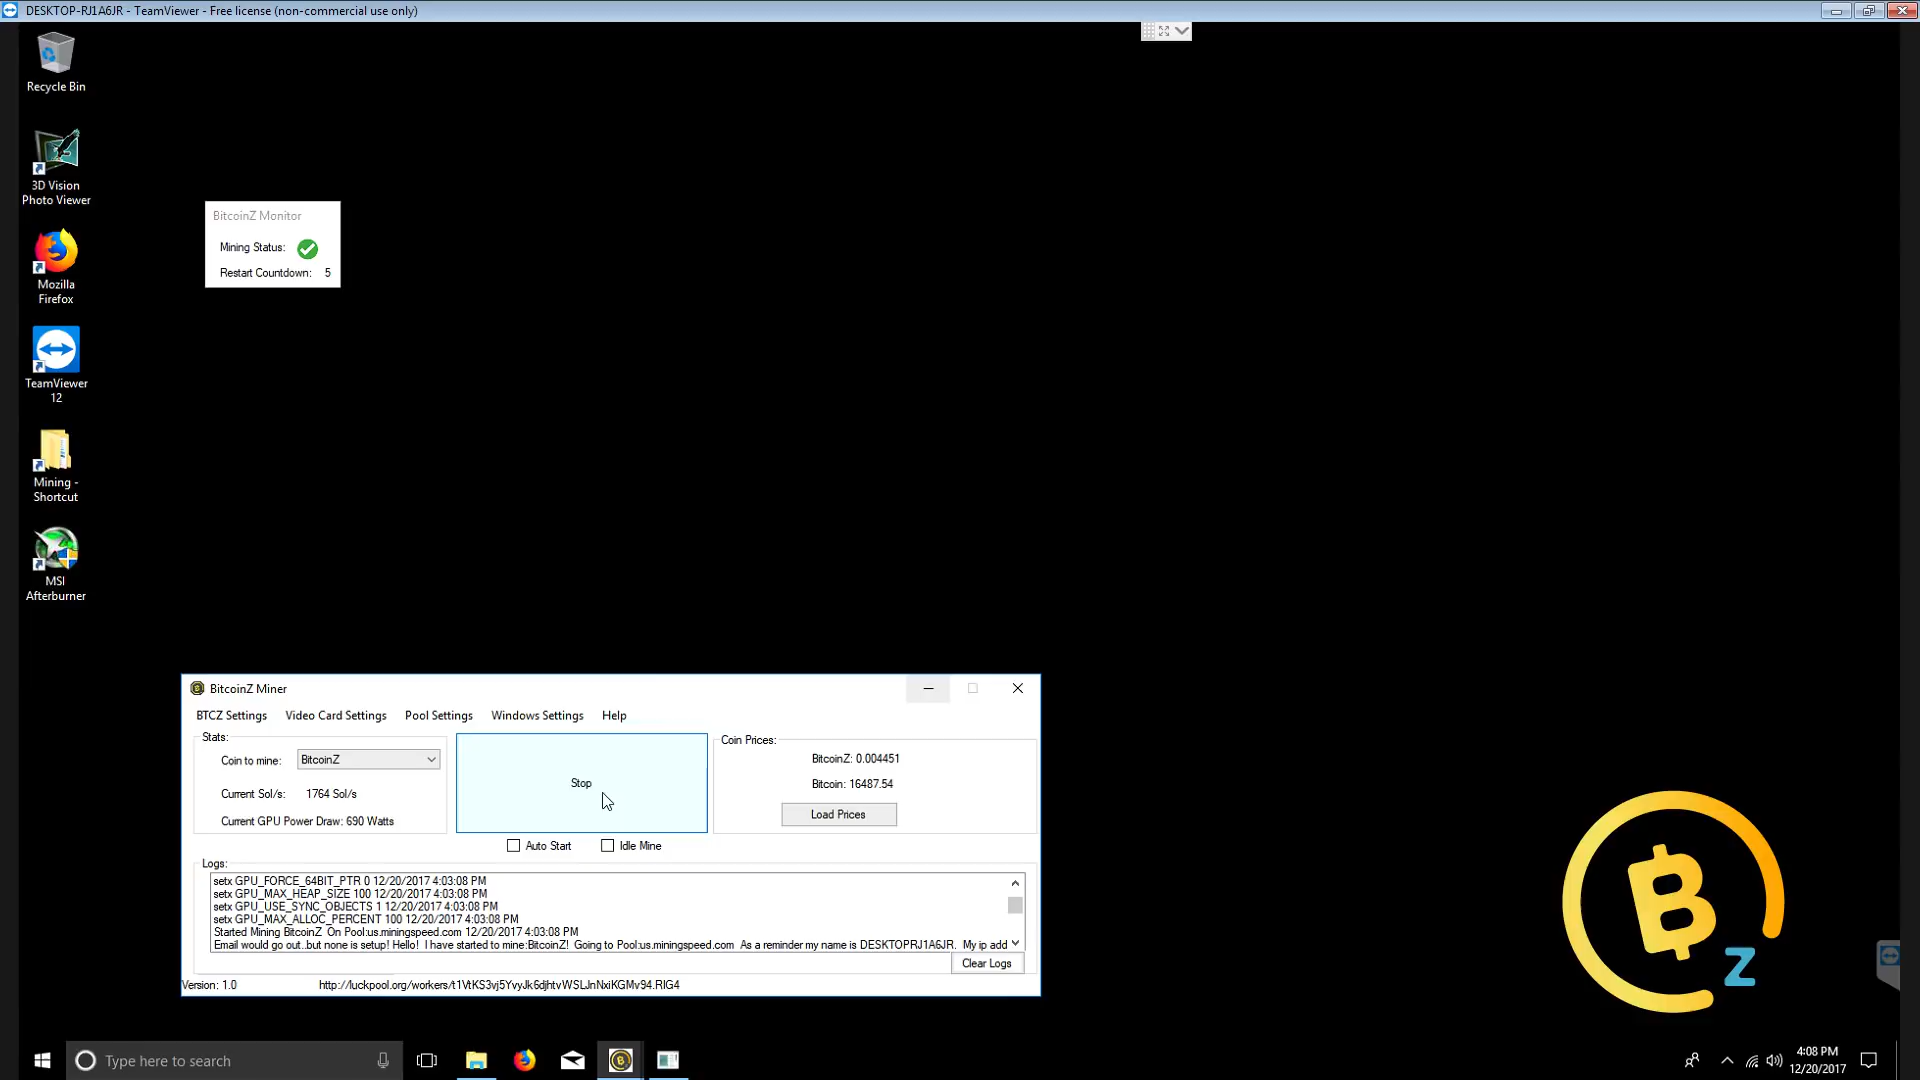 DESKTOP-RJ1A6JR - TeamViewer - Free license (non-commercial use only)
Recycle Bin
3D Vision
Photo Viewer
Mozilla
Firefox
TeamViewer
12
Mining -
Shortcut
MSI
Afterburner
BitcoinZ Monitor
Mining Status:
Restart Countdown: 5
BitcoinZ Miner
BTCZ Settings Video Card Settings Pool Settings Windows Settings Help
Stats:
Coin to mine: BitcoinZ
Current Sol/s: 1764 Sol/s
Current GPU Power Draw: 690 Watts
Stop
Auto Start Idle Mine
Coin Prices:
BitcoinZ: 0.004451
Bitcoin: 16487.54
Load Prices
Logs:
setx GPU_FORCE_64BIT_PTR 0 12/20/2017 4:03:08 PM
setx GPU_MAX_HEAP_SIZE 100 12/20/2017 4:03:08 PM
setx GPU_USE_SYNC_OBJECTS 1 12/20/2017 4:03:08 PM
setx GPU_MAX_ALLOC_PERCENT 100 12/20/2017 4:03:08 PM
Started Mining BitcoinZ On Pool:us.miningspeed.com 12/20/2017 4:03:08 PM
Email would go out..but none is setup! Hello! I have started to mine:BitcoinZ! Going to Pool:us.miningspeed.com As a reminder my name is DESKTOPRJ1A6JR. My ip add
Clear Logs
Version: 1.0 http://luckpool.org/workers/t1VtKS3vj5YvyJk6djhtvWSLJnNxiKGMv94.RIG4
B
Z
Type here to search
4:08 PM
12/20/2017